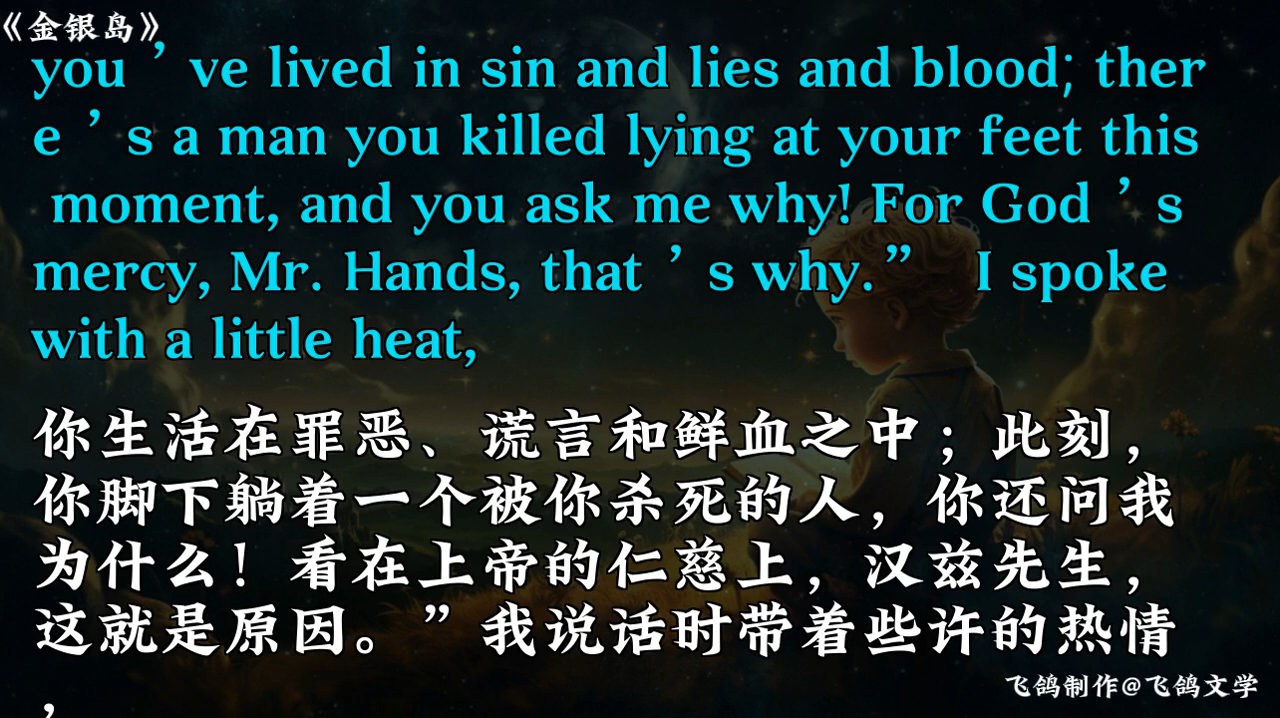 《金银岛》
you’ve lived in sin and lies and blood; ther
e’s a man you killed lying at your feet this
moment, and you ask me why! For God’s
mercy, Mr. Hands, that’s why.” I spoke
with a little heat,
你生活在罪恶、谎言和鲜血之中；此刻，
你脚下躺着一个被你杀死的人，你还问我
为什么！看在上帝的仁慈上，汉兹先生，
这就是原因。”我说话时带着些许的热情
，
飞鸽制作@飞鸽文学